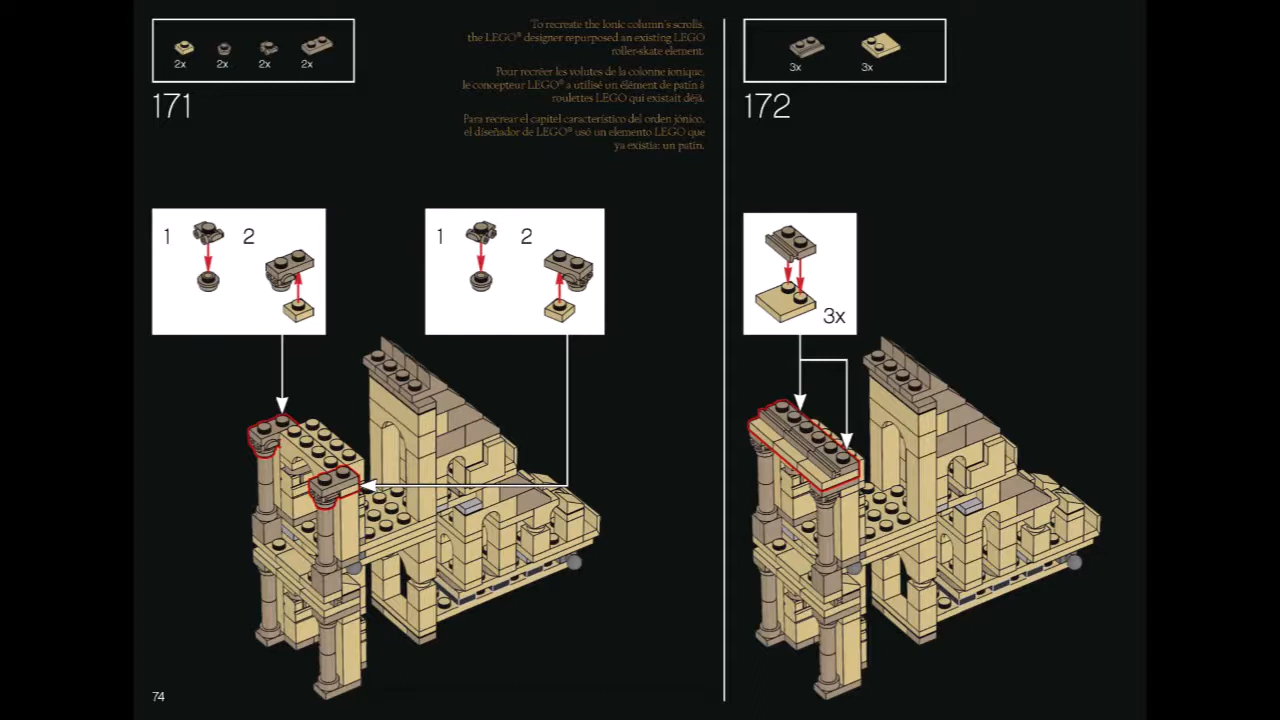 2x 2x 2x 2x
171
To recreate the Ionic column's scrolls,
the LEGO® designer repurposed an existing LEGO
roller-skate element.
Pour recréer les volutes de la colonne ionique,
le concepteur LEGO® a utilisé un élément de patin à
roulettes LEGO qui existait déjà.
Para recrear el capitel característico del orden jónico,
el diseñador de LEGO® usó un elemento LEGO que
ya existía: un patín.
1 2
1 2
74
3x 3x
172
3x